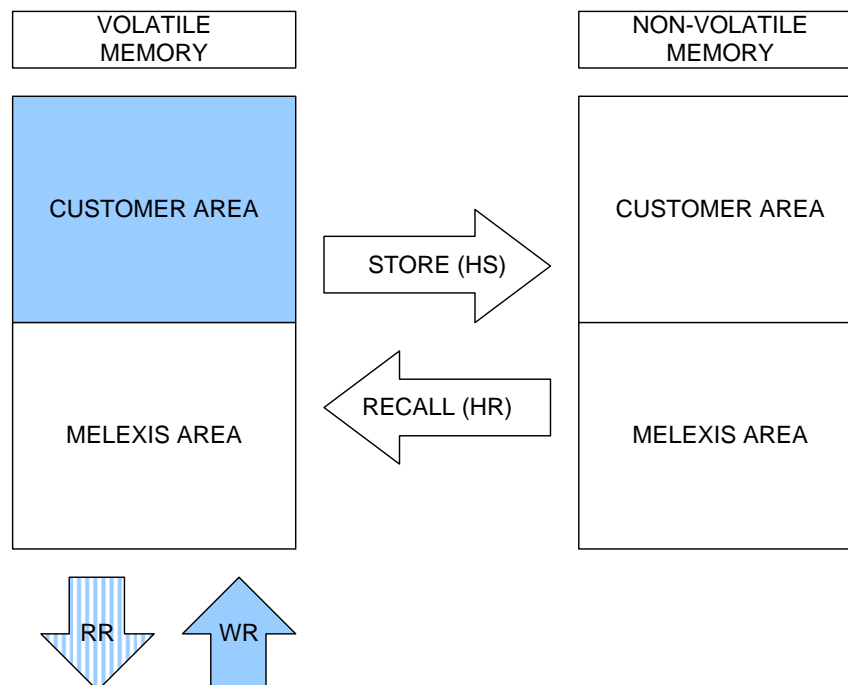 VOLATILE
MEMORY
NON-VOLATILE
MEMORY
CUSTOMER AREA
CUSTOMER AREA
STORE (HS)
RECALL (HR)
MELEXIS AREA
MELEXIS AREA
RR
WR